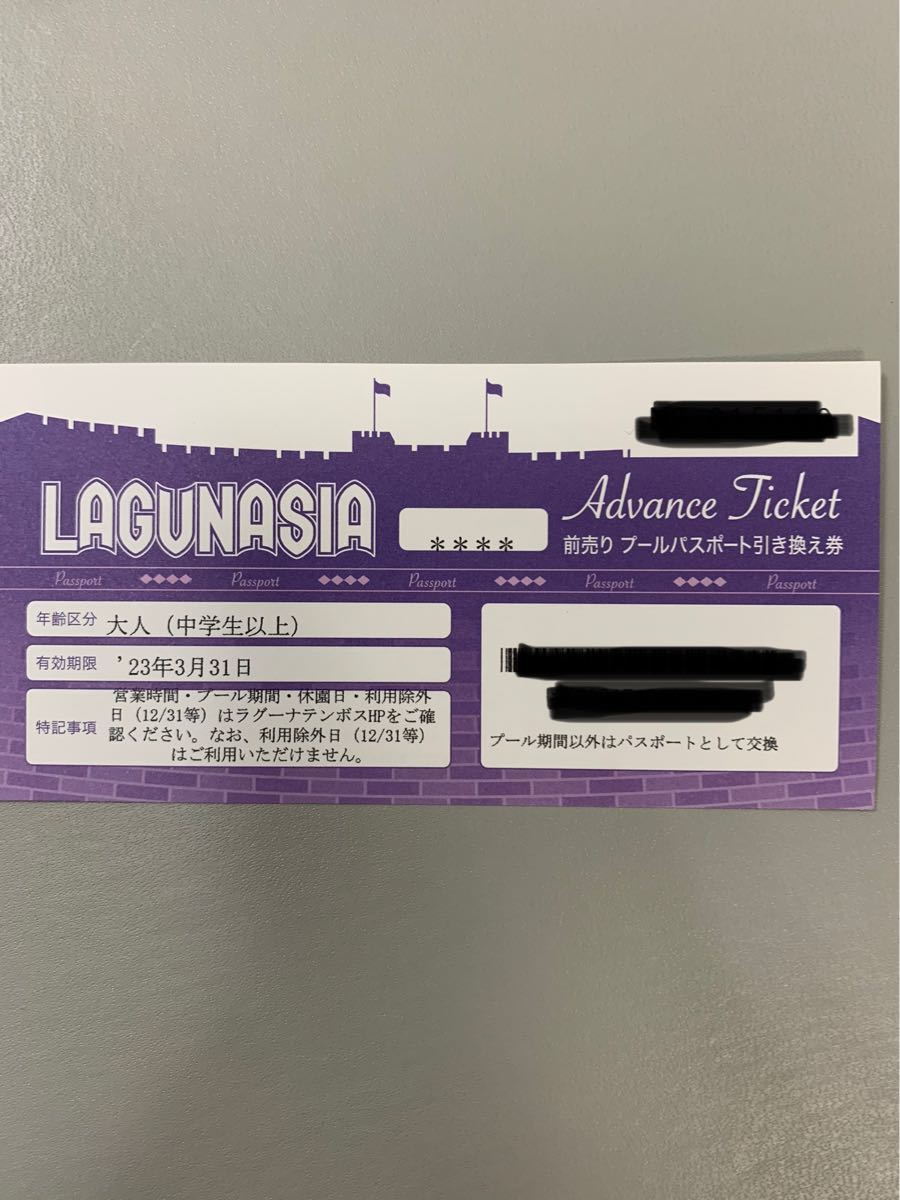 LAGUNASIA
****
Advance Ticket
前売り プールパスポート引き換え券
Passport Passport Passport Passport Passport
年齢区分 大人（中学生以上）
有効期限 '23年3月31日
特記事項
営業時間・プール期間・休園日・利用除外
日（12/31等）はラグーナテンボスHPをご確
認ください。なお、利用除外日（12/31等）
はご利用いただけません。
プール期間以外はパスポートとして交換